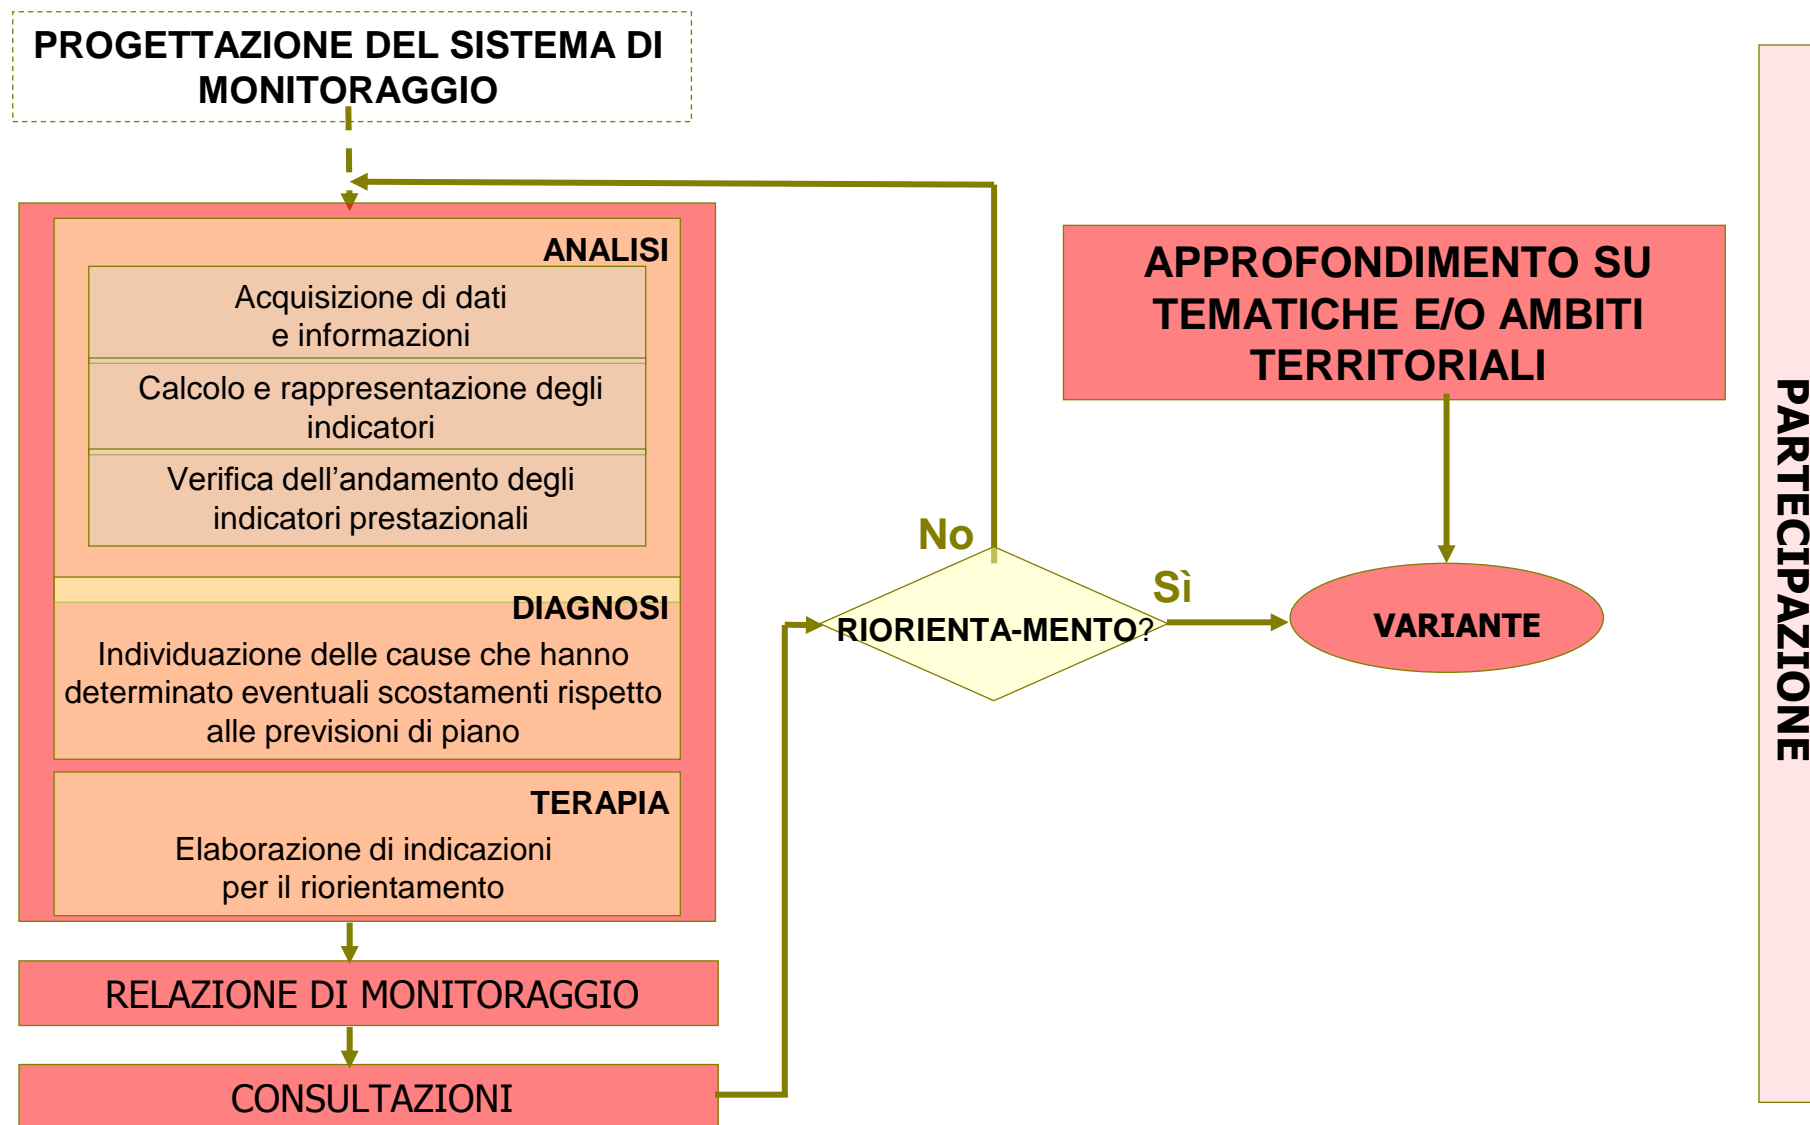 PROGETTAZIONE DEL SISTEMA DI
MONITORAGGIO
ANALISI
Acquisizione di dati
e informazioni
Calcolo e rappresentazione degli
indicatori
Verifica dell’andamento degli
indicatori prestazionali
DIAGNOSI
Individuazione delle cause che hanno
determinato eventuali scostamenti rispetto
alle previsioni di piano
TERAPIA
Elaborazione di indicazioni
per il riorientamento
RELAZIONE DI MONITORAGGIO
CONSULTAZIONI
No
RIORIENTA-MENTO?
Sì
APPROFONDIMENTO SU
TEMATICHE E/O AMBITI
TERRITORIALI
VARIANTE
PARTECIPAZIONE